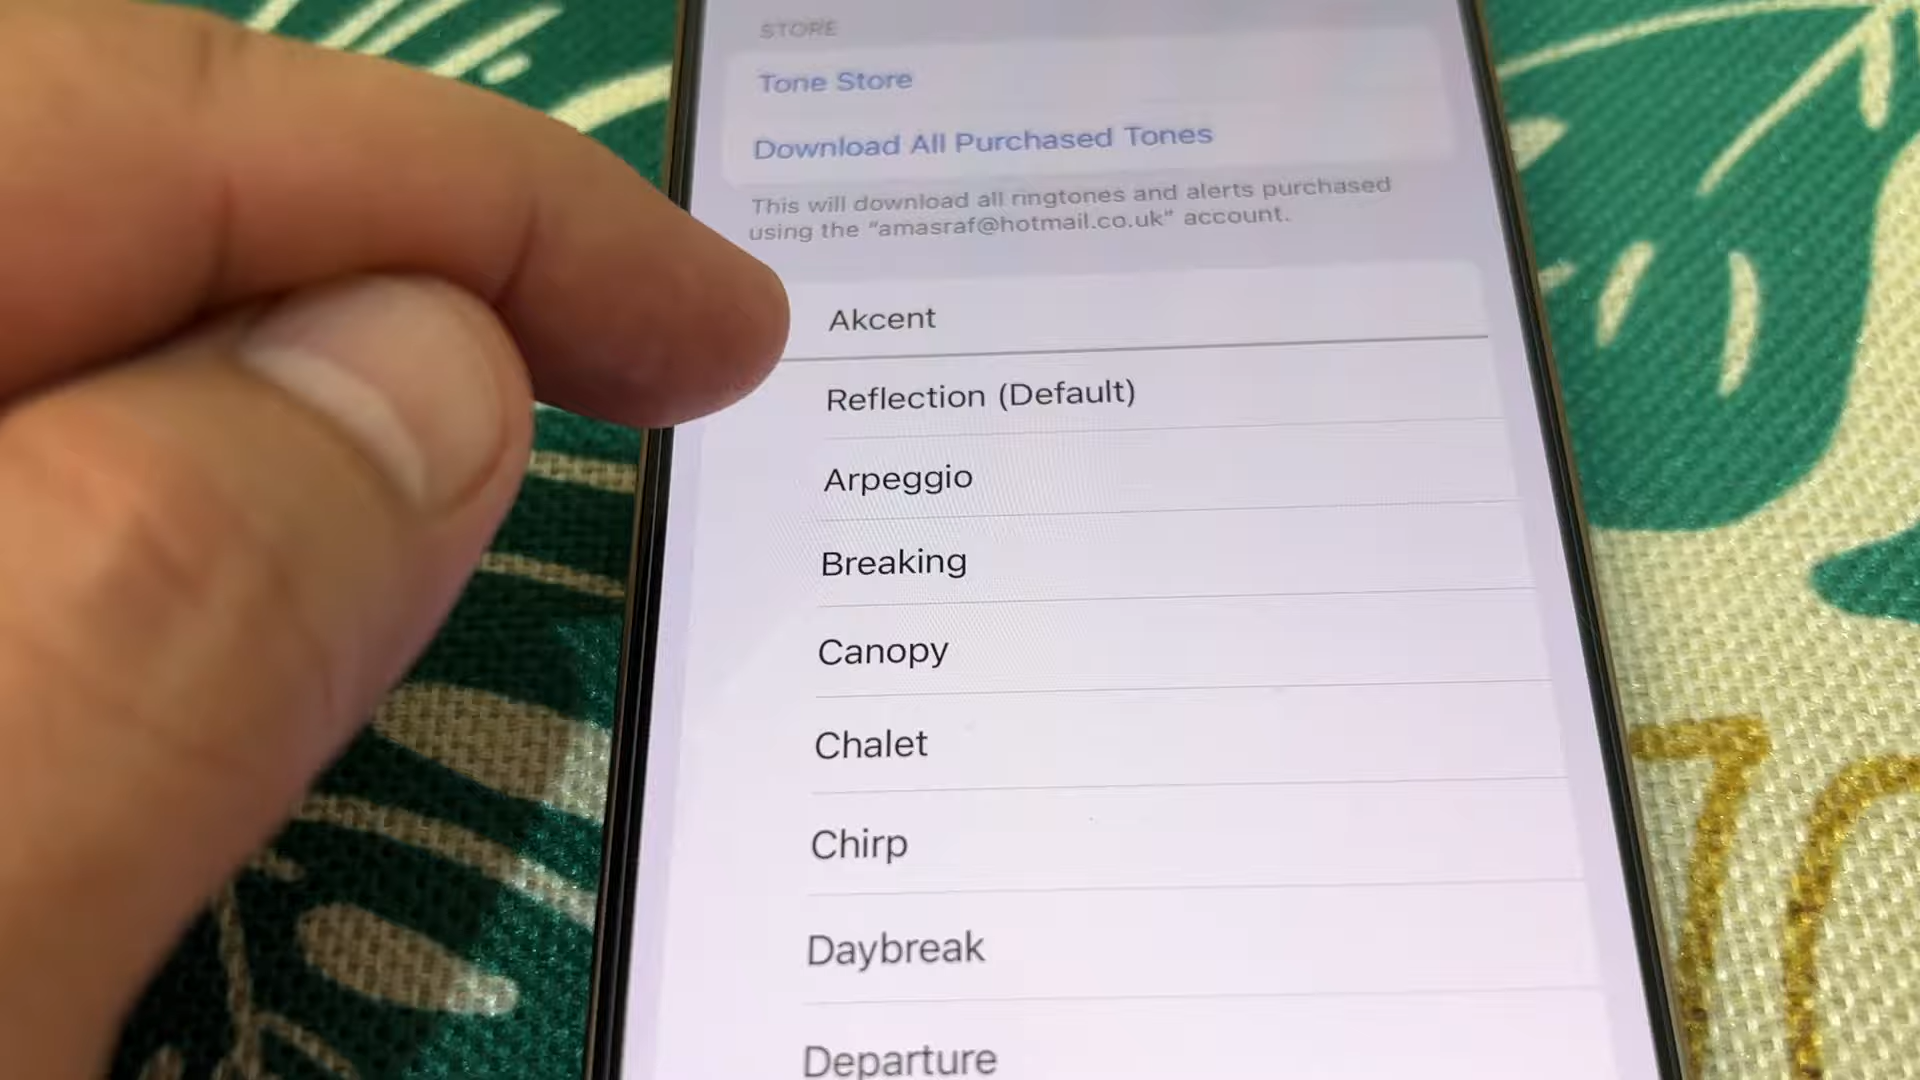 STORE
Tone Store
Download All Purchased Tones
This will download all ringtones and alerts purchased
using the “amasraf@hotmail.co.uk” account.
Akcent
Reflection (Default)
Arpeggio
Breaking
Canopy
Chalet
Chirp
Daybreak
Departure